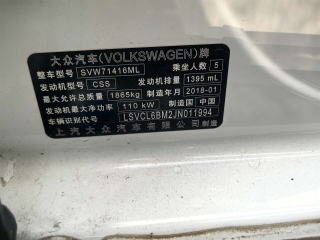 大众汽车(VOLKSWAGEN)牌
整车型号 SVW71416ML 乘坐人数 5
发动机型号 CSS 发动机排量 1395 mL
最大允许总质量 1865kg 制造年月 2018-01
发动机最大净功率 110 kW 制造国 中国
车辆识别代号 LSVCL6BM2JN011994
上汽大众汽车有限公司制造